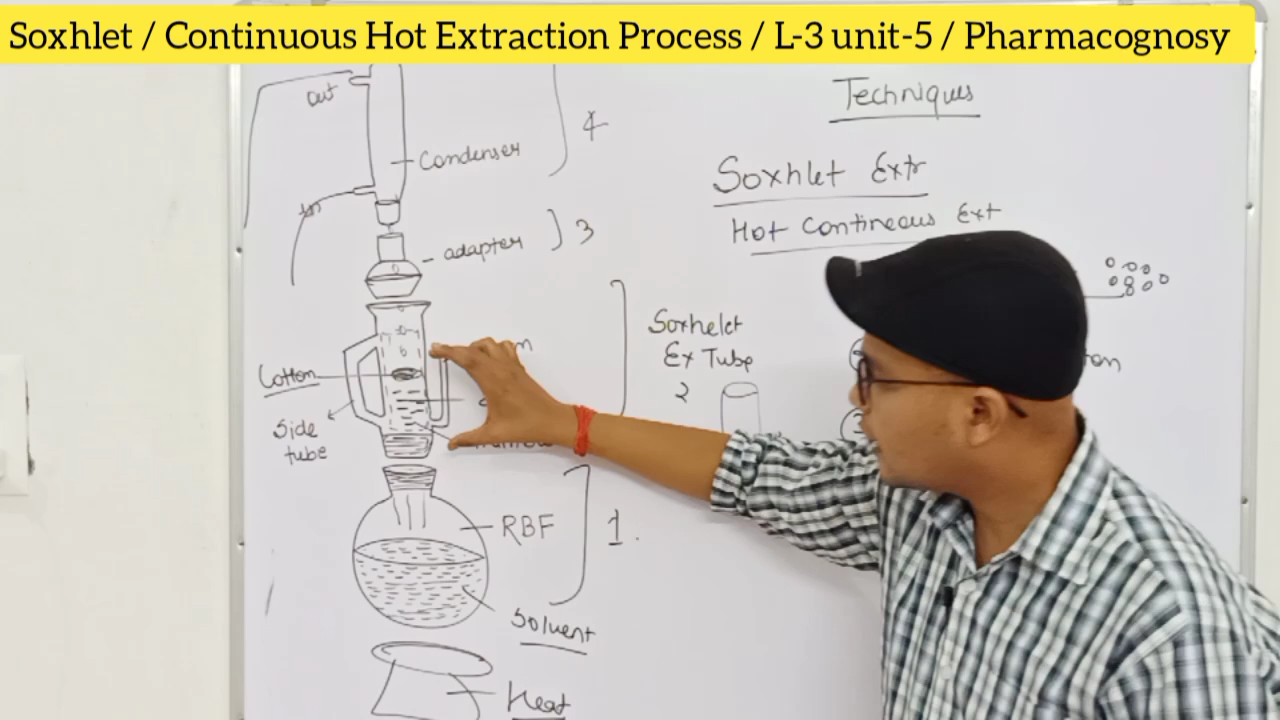 Soxhlet / Continuous Hot Extraction Process / L-3 unit-5 / Pharmacognosy
Techniques
out
Condenser
4
Soxhlet Extr
in
Hot Contineous Ext
adapter
3
Soxhelet
Ex Tube
2
Cotton
Side
tube
RBF
1.
Solvent
Heat